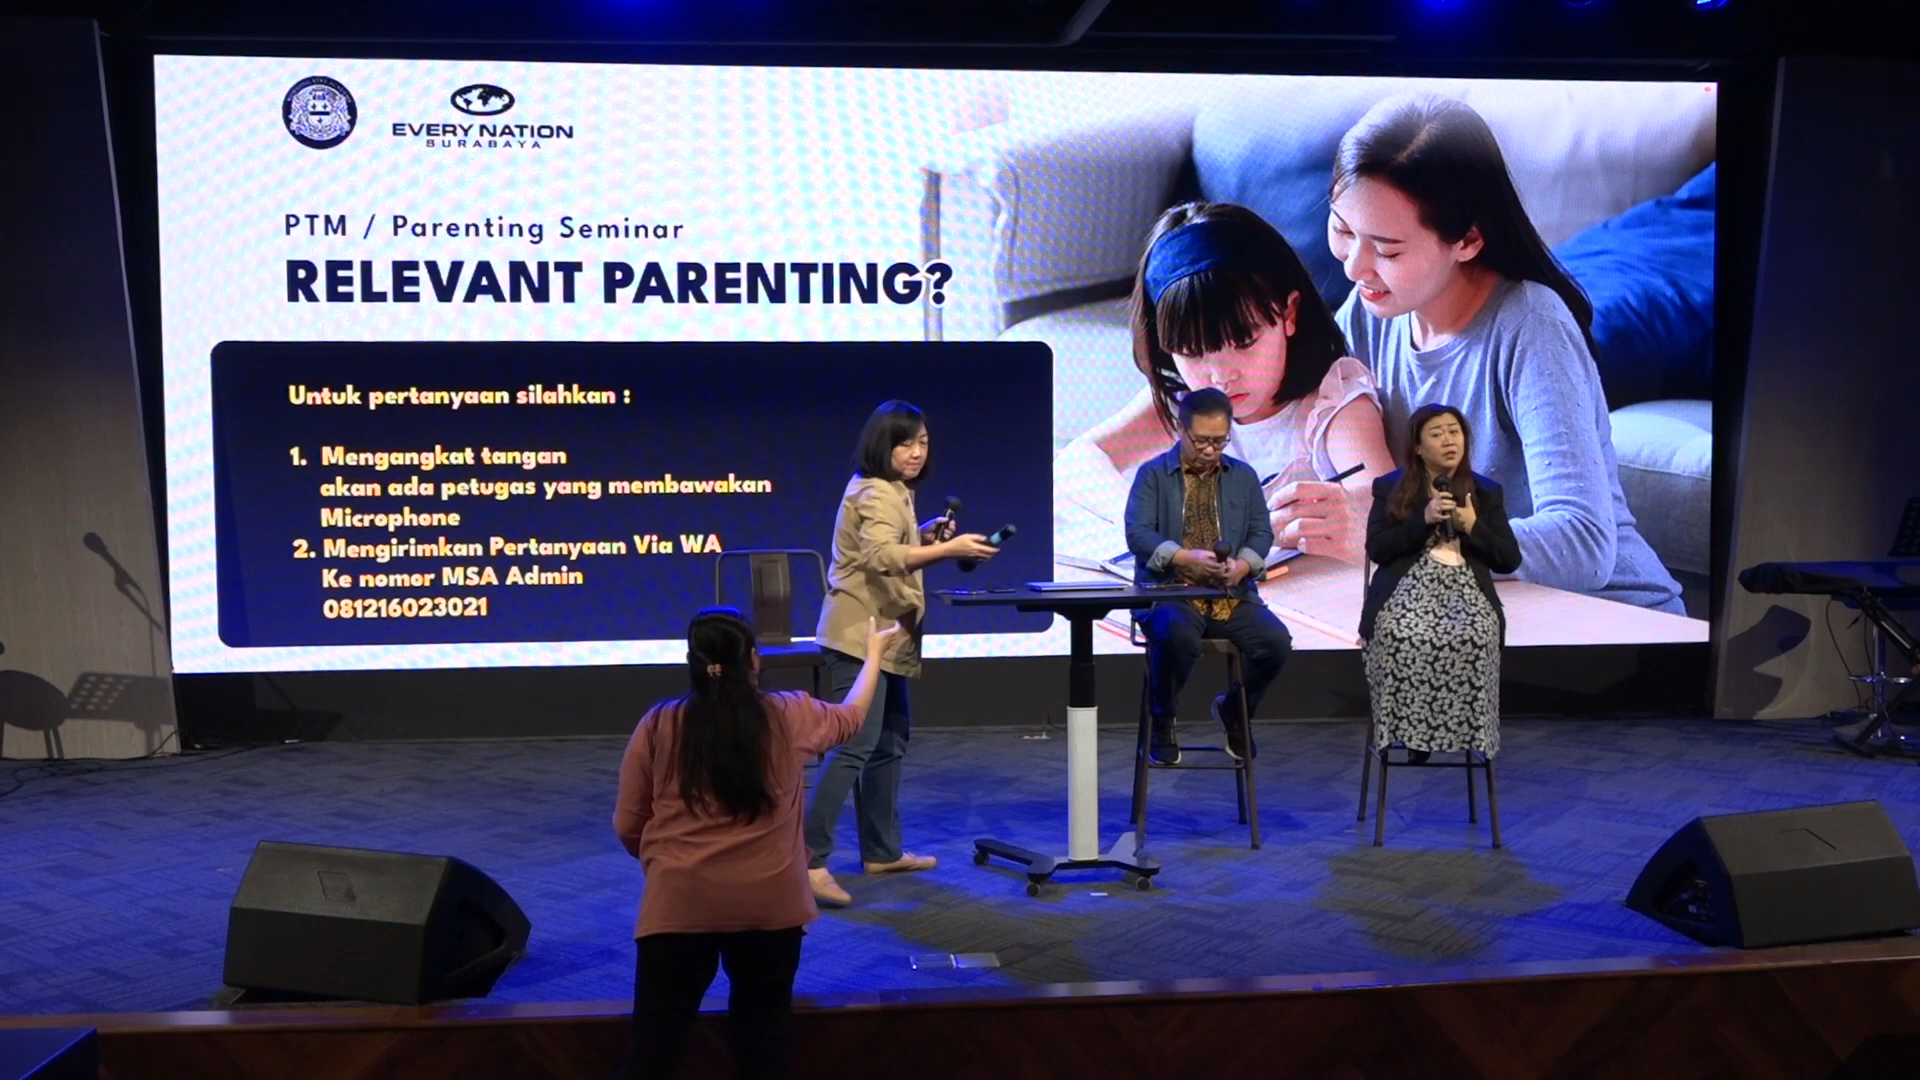 EVERY NATION
SURABAYA
PTM / Parenting Seminar
RELEVANT PARENTING?
Untuk pertanyaan silahkan :
1. Mengangkat tangan
akan ada petugas yang membawakan
Microphone
2. Mengirimkan Pertanyaan Via WA
Ke nomor MSA Admin
081216023021